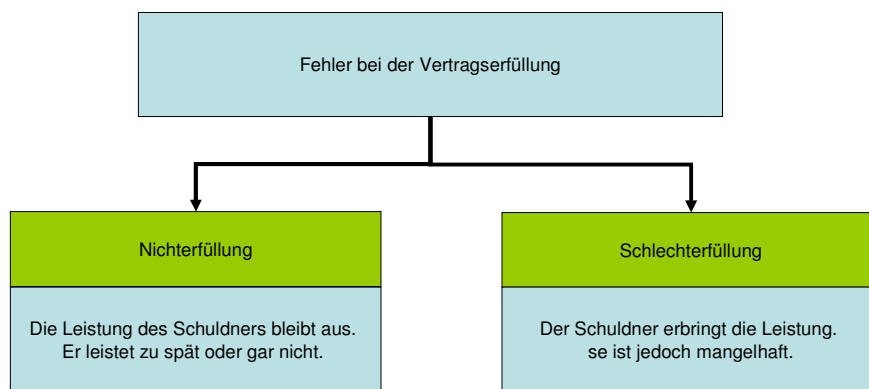 Fehler bei der Vertragserfüllung
Nichterfüllung
Die Leistung des Schuldners bleibt aus.
Er leistet zu spät oder gar nicht.
Schlechterfüllung
Der Schuldner erbringt die Leistung.
se ist jedoch mangelhaft.